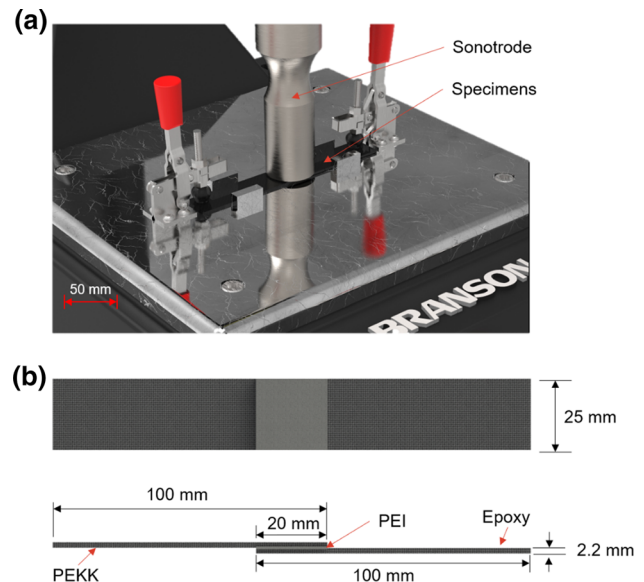 (a)
Sonotrode
Specimens
50 mm
BRANSON
(b)
25 mm
100 mm
20 mm
PEI
Epoxy
2.2 mm
PEKK
100 mm